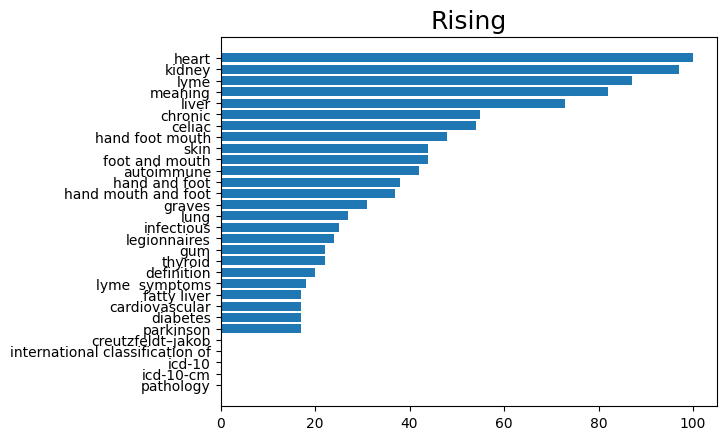 Rising
heart
kidney
lyme
meaning
liver
chronic
celiac
hand foot mouth
skin
foot and mouth
autoimmune
hand and foot
hand mouth and foot
graves
lung
infectious
legionnaires
gum
thyroid
definition
lyme  symptoms
fatty liver
cardiovascular
diabetes
parkinson
creutzfeldt–jakob
international classification of
icd-10
icd-10-cm
pathology
0 20 40 60 80 100